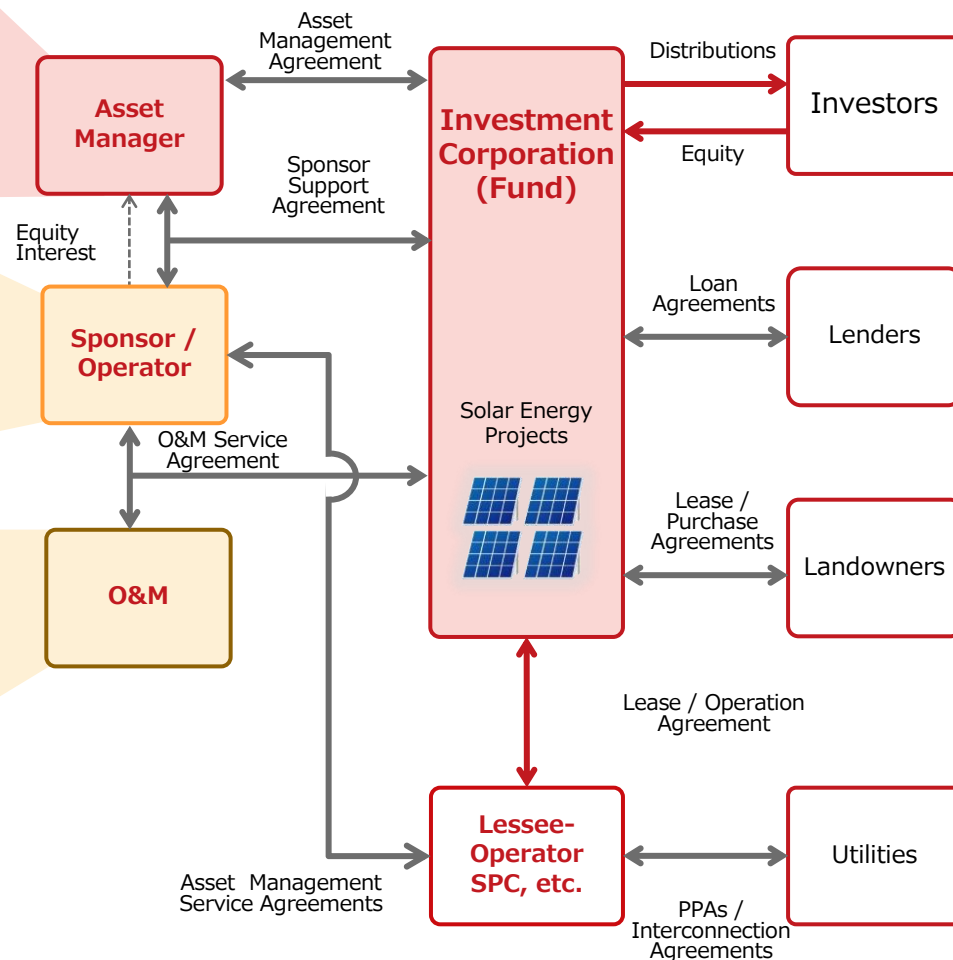 Asset
Management
Agreement
Distributions
Asset
Manager
Investment
Corporation
(Fund)
Investors
Equity
Sponsor
Support
Agreement
Equity
Interest
Loan
Agreements
Lenders
Sponsor /
Operator
Solar Energy
Projects
O&M Service
Agreement
Lease /
Purchase
Agreements
Landowners
O&M
Lease / Operation
Agreement
Lessee-
Operator
SPC, etc.
Utilities
Asset Management
Service Agreements
PPAs /
Interconnection
Agreements